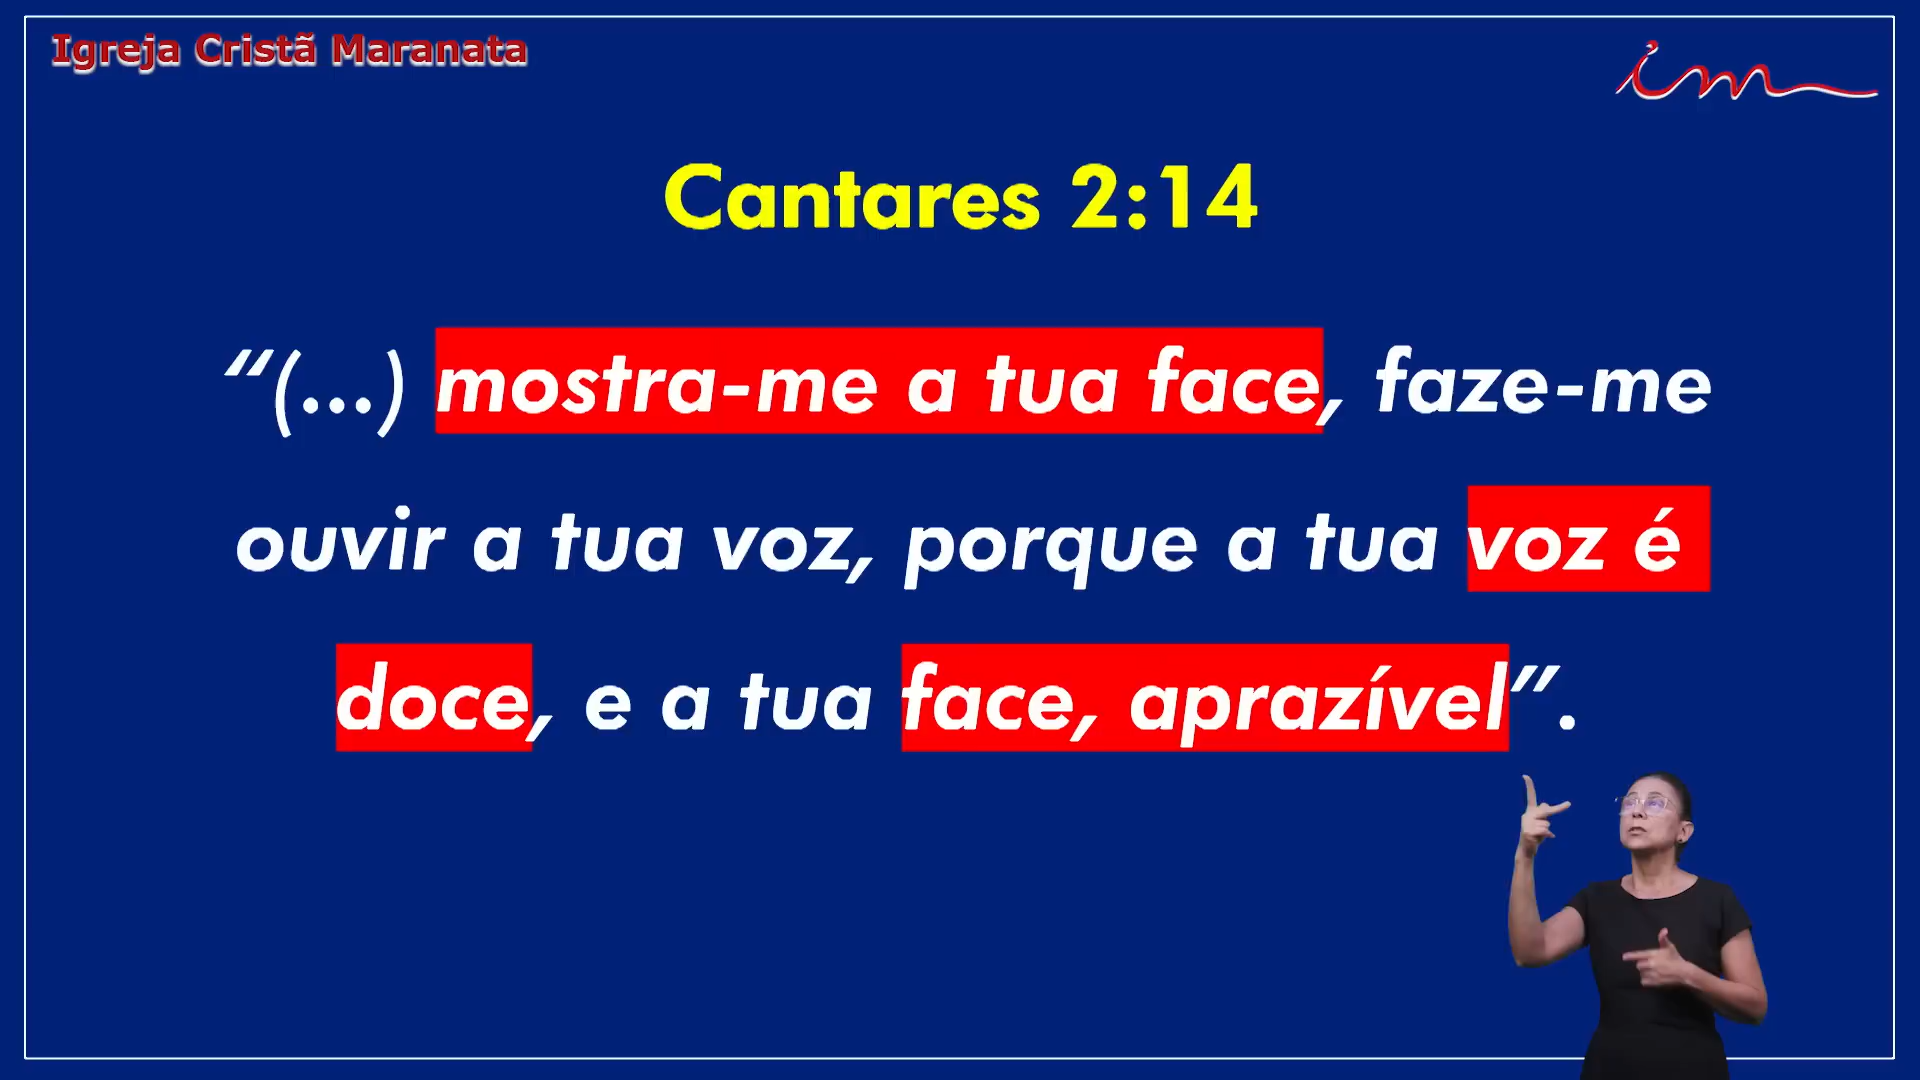 Igreja Cristã Maranata
im
Cantares 2:14
“(...) mostra-me a tua face, faze-me
ouvir a tua voz, porque a tua voz é
doce, e a tua face, aprazível”.